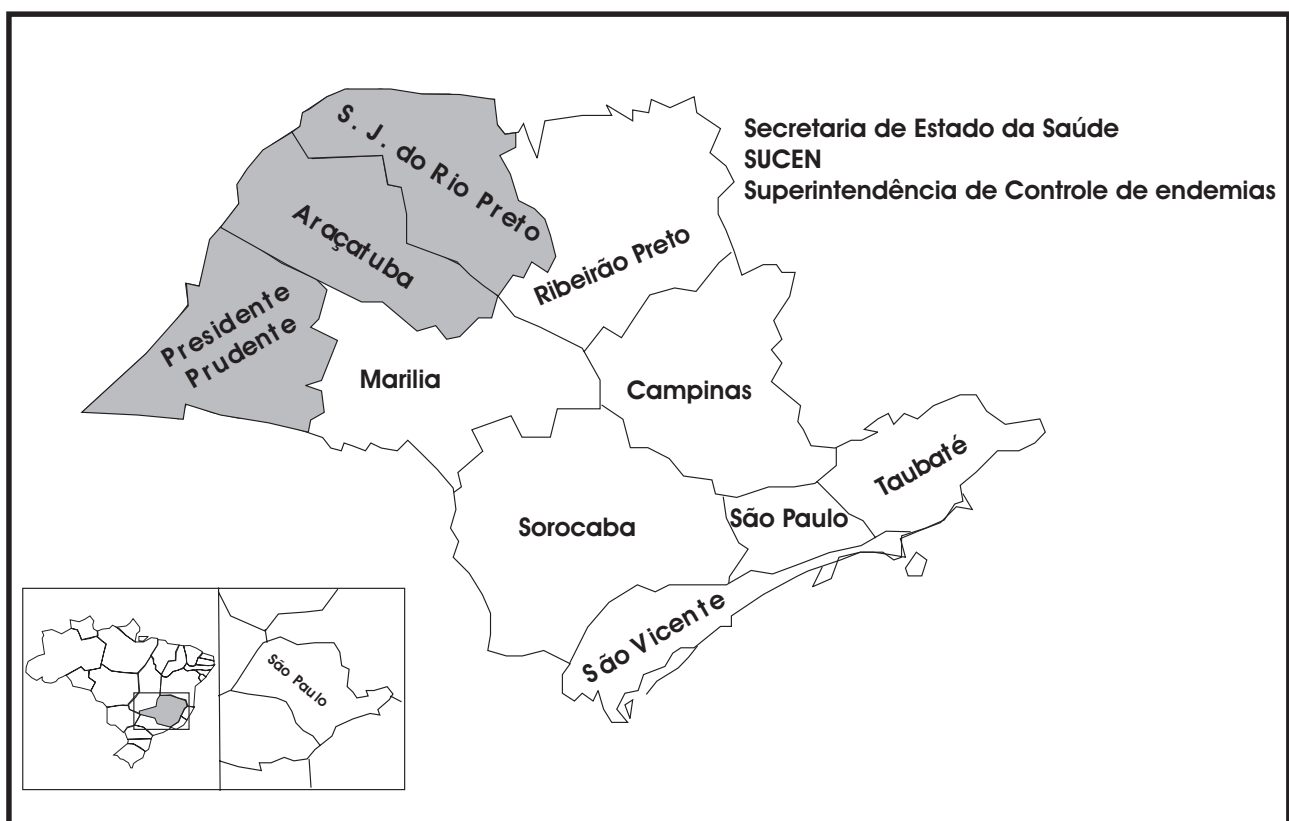 Secretaria de Estado da Saúde
SUCEN
Superintendência de Controle de endemias
S. J. do Rio Preto
Araçatuba
Ribeirão Preto
Presidente
Prudente
Marilia
Campinas
Taubaté
São Paulo
Sorocaba
São Vicente
São Paulo